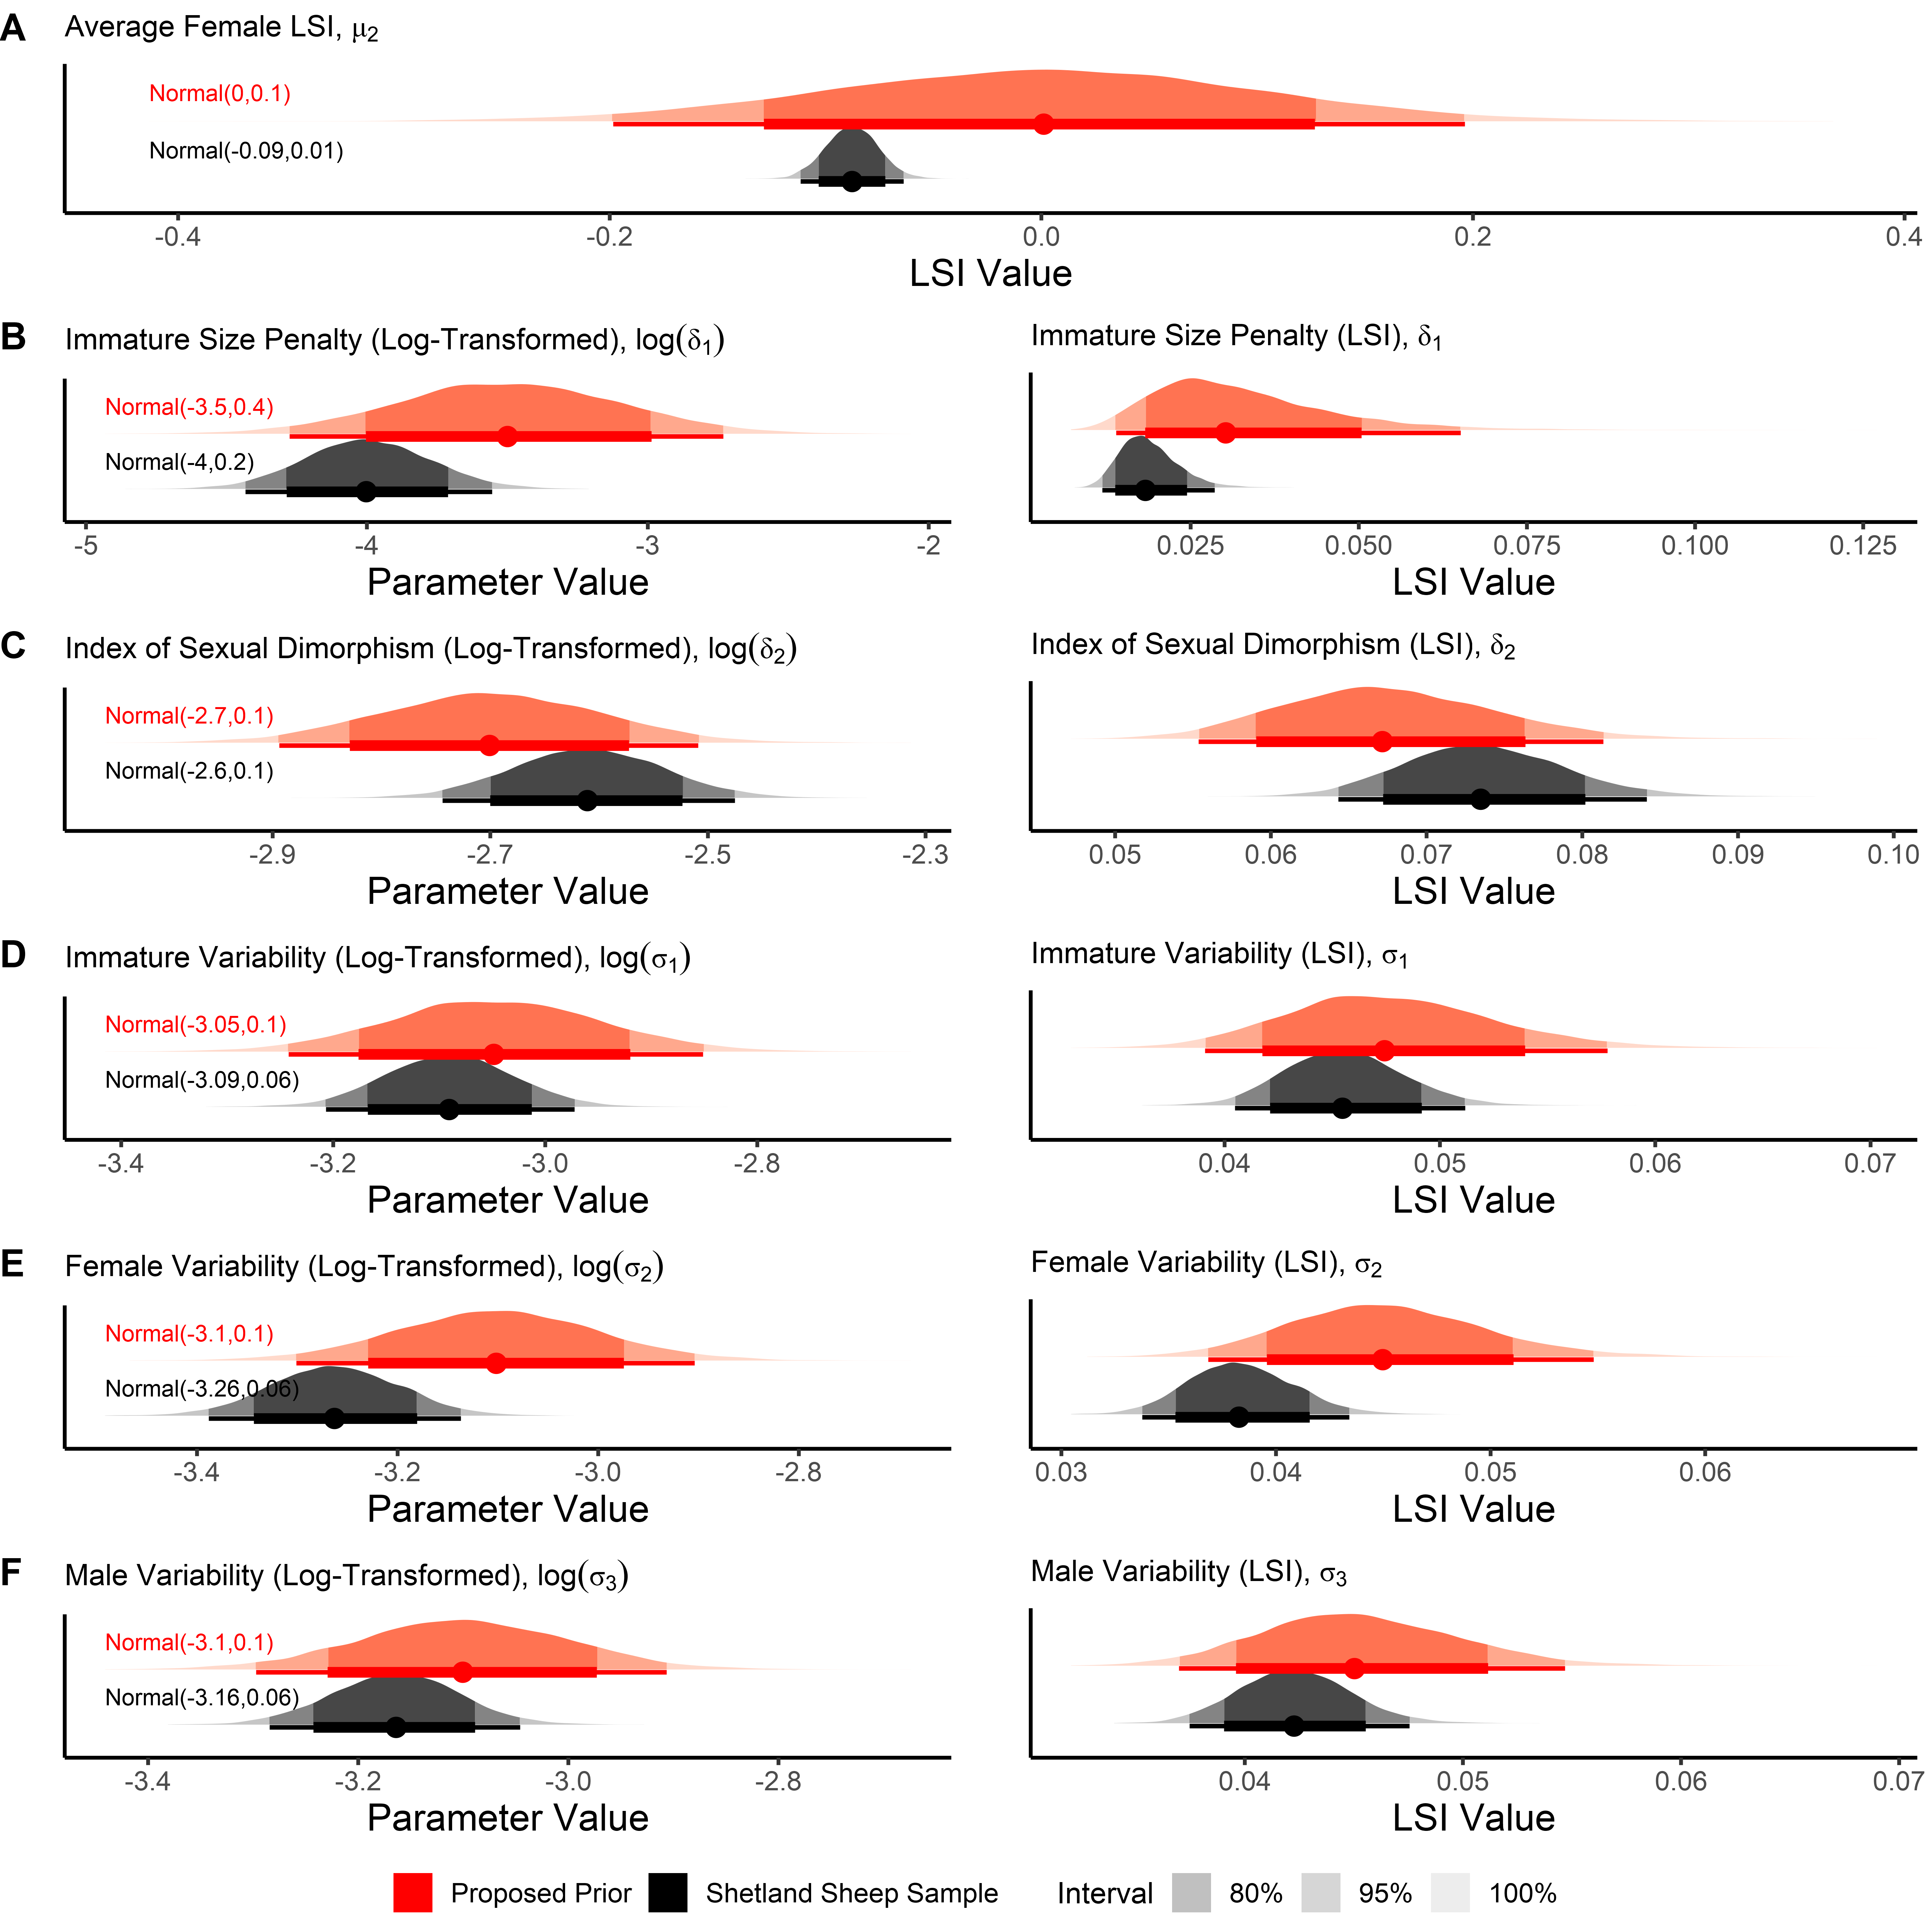 A Average Female LSI, μ2
Normal(0,0.1)
Normal(-0.09,0.01)
-0.4 -0.2 0.0 0.2 0.4
LSI Value
B Immature Size Penalty (Log-Transformed), log(δ1)
Normal(-3.5,0.4)
Normal(-4,0.2)
-5 -4 -3 -2
Parameter Value
Immature Size Penalty (LSI), δ1
0.025 0.050 0.075 0.100 0.125
LSI Value
C Index of Sexual Dimorphism (Log-Transformed), log(δ2)
Normal(-2.7,0.1)
Normal(-2.6,0.1)
-2.9 -2.7 -2.5 -2.3
Parameter Value
Index of Sexual Dimorphism (LSI), δ2
0.05 0.06 0.07 0.08 0.09 0.10
LSI Value
D Immature Variability (Log-Transformed), log(σ1)
Normal(-3.05,0.1)
Normal(-3.09,0.06)
-3.4 -3.2 -3.0 -2.8
Parameter Value
Immature Variability (LSI), σ1
0.04 0.05 0.06 0.07
LSI Value
E Female Variability (Log-Transformed), log(σ2)
Normal(-3.1,0.1)
Normal(-3.26,0.06)
-3.4 -3.2 -3.0 -2.8
Parameter Value
Female Variability (LSI), σ2
0.03 0.04 0.05 0.06
LSI Value
F Male Variability (Log-Transformed), log(σ3)
Normal(-3.1,0.1)
Normal(-3.16,0.06)
-3.4 -3.2 -3.0 -2.8
Parameter Value
Male Variability (LSI), σ3
0.04 0.05 0.06 0.07
LSI Value
Proposed Prior Shetland Sheep Sample Interval 80% 95% 100%